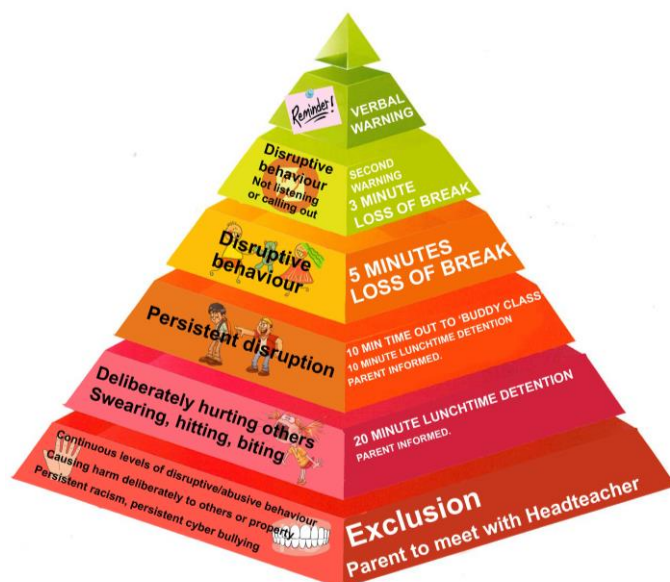 Reminder!
VERBAL
WARNING
Disruptive
behaviour
Not listening
or calling out
SECOND
WARNING
3 MINUTE
LOSS OF BREAK
Disruptive
behaviour
5 MINUTES
LOSS OF BREAK
Persistent disruption
10 MIN TIME OUT TO ‘BUDDY CLASS
10 MINUTE LUNCHTIME DETENTION
PARENT INFORMED.
Deliberately hurting others
Swearing, hitting, biting
20 MINUTE LUNCHTIME DETENTION
PARENT INFORMED.
Continuous levels of disruptive/abusive behaviour
Causing harm deliberately to others or property
Persistent racism, persistent cyber bullying
Exclusion
Parent to meet with Headteacher